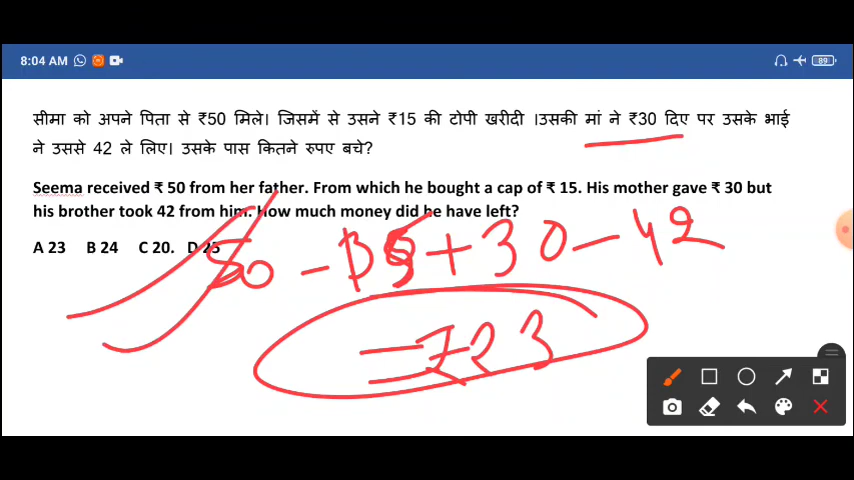 8:04 AM
89
सीमा को अपने पिता से ₹50 मिले। जिसमें से उसने ₹15 की टोपी खरीदी ।उसकी मां ने ₹30 दिए पर उसके भाई
ने उससे 42 ले लिए। उसके पास कितने रुपए बचे?
Seema received ₹ 50 from her father. From which he bought a cap of ₹ 15. His mother gave ₹ 30 but
his brother took 42 from him. How much money did he have left?
A 23 B 24 C 20. D 25
50 - 15 + 30 - 42
= ₹23